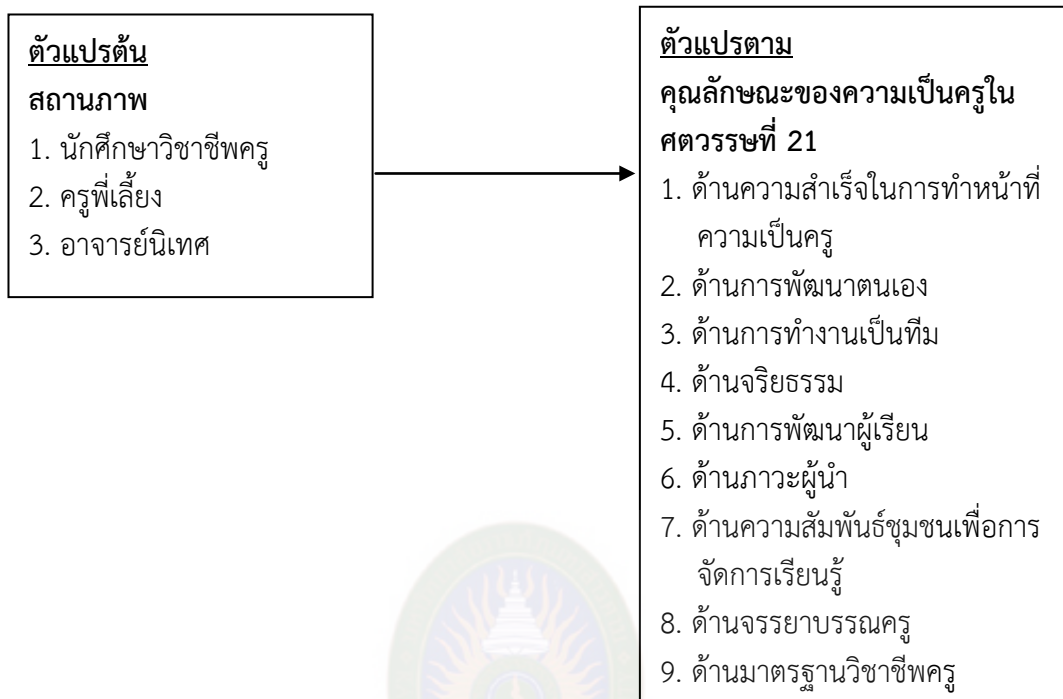 ตัวแปรต้น
สถานภาพ
1. นักศึกษาวิชาชีพครู
2. ครูพี่เลี้ยง
3. อาจารย์นิเทศ
ตัวแปรตาม
คุณลักษณะของความเป็นครูใน
ศตวรรษที่ 21
1. ด้านความสำเร็จในการทำหน้าที่
ความเป็นครู
2. ด้านการพัฒนาตนเอง
3. ด้านการทำงานเป็นทีม
4. ด้านจริยธรรม
5. ด้านการพัฒนาผู้เรียน
6. ด้านภาวะผู้นำ
7. ด้านความสัมพันธ์ชุมชนเพื่อการ
จัดการเรียนรู้
8. ด้านจรรยาบรรณครู
9. ด้านมาตรฐานวิชาชีพครู